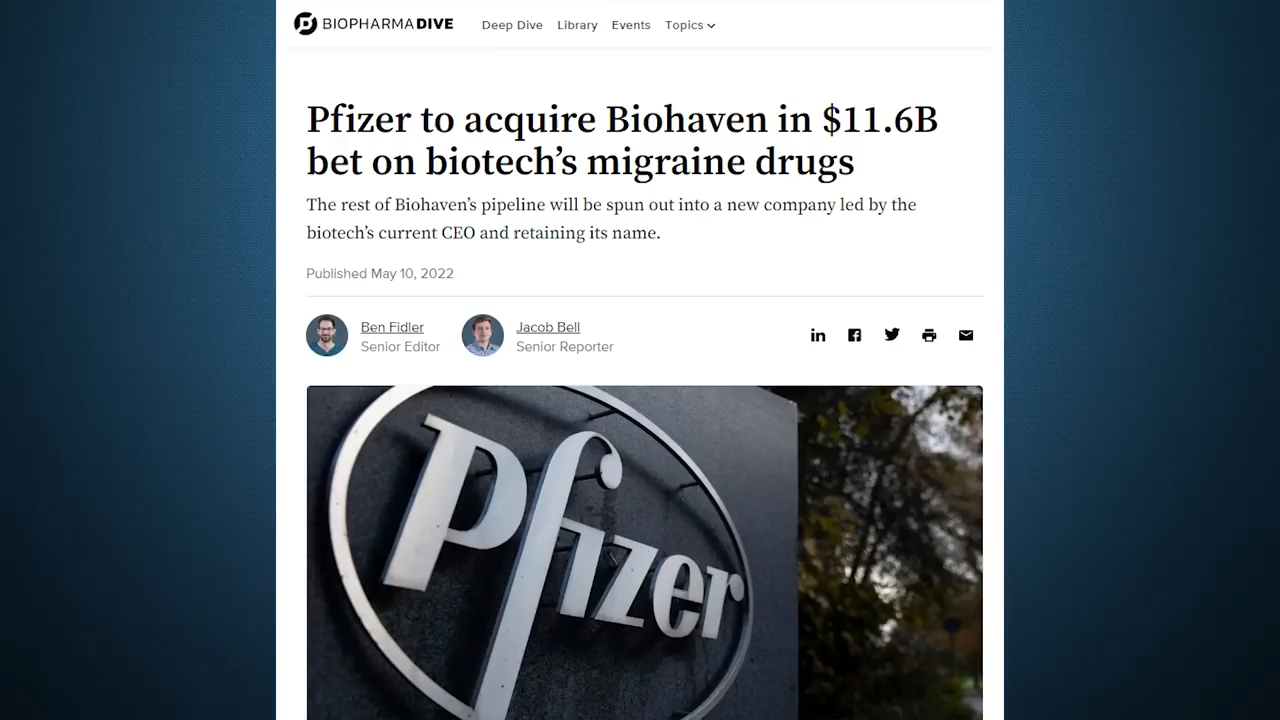 BIOPHARMADIVE
Deep Dive Library Events Topics
Pfizer to acquire Biohaven in $11.6B
bet on biotech's migraine drugs
The rest of Biohaven's pipeline will be spun out into a new company led by the
biotech's current CEO and retaining its name.
Published May 10, 2022
Ben Fidler
Senior Editor
Jacob Bell
Senior Reporter
Pfizer